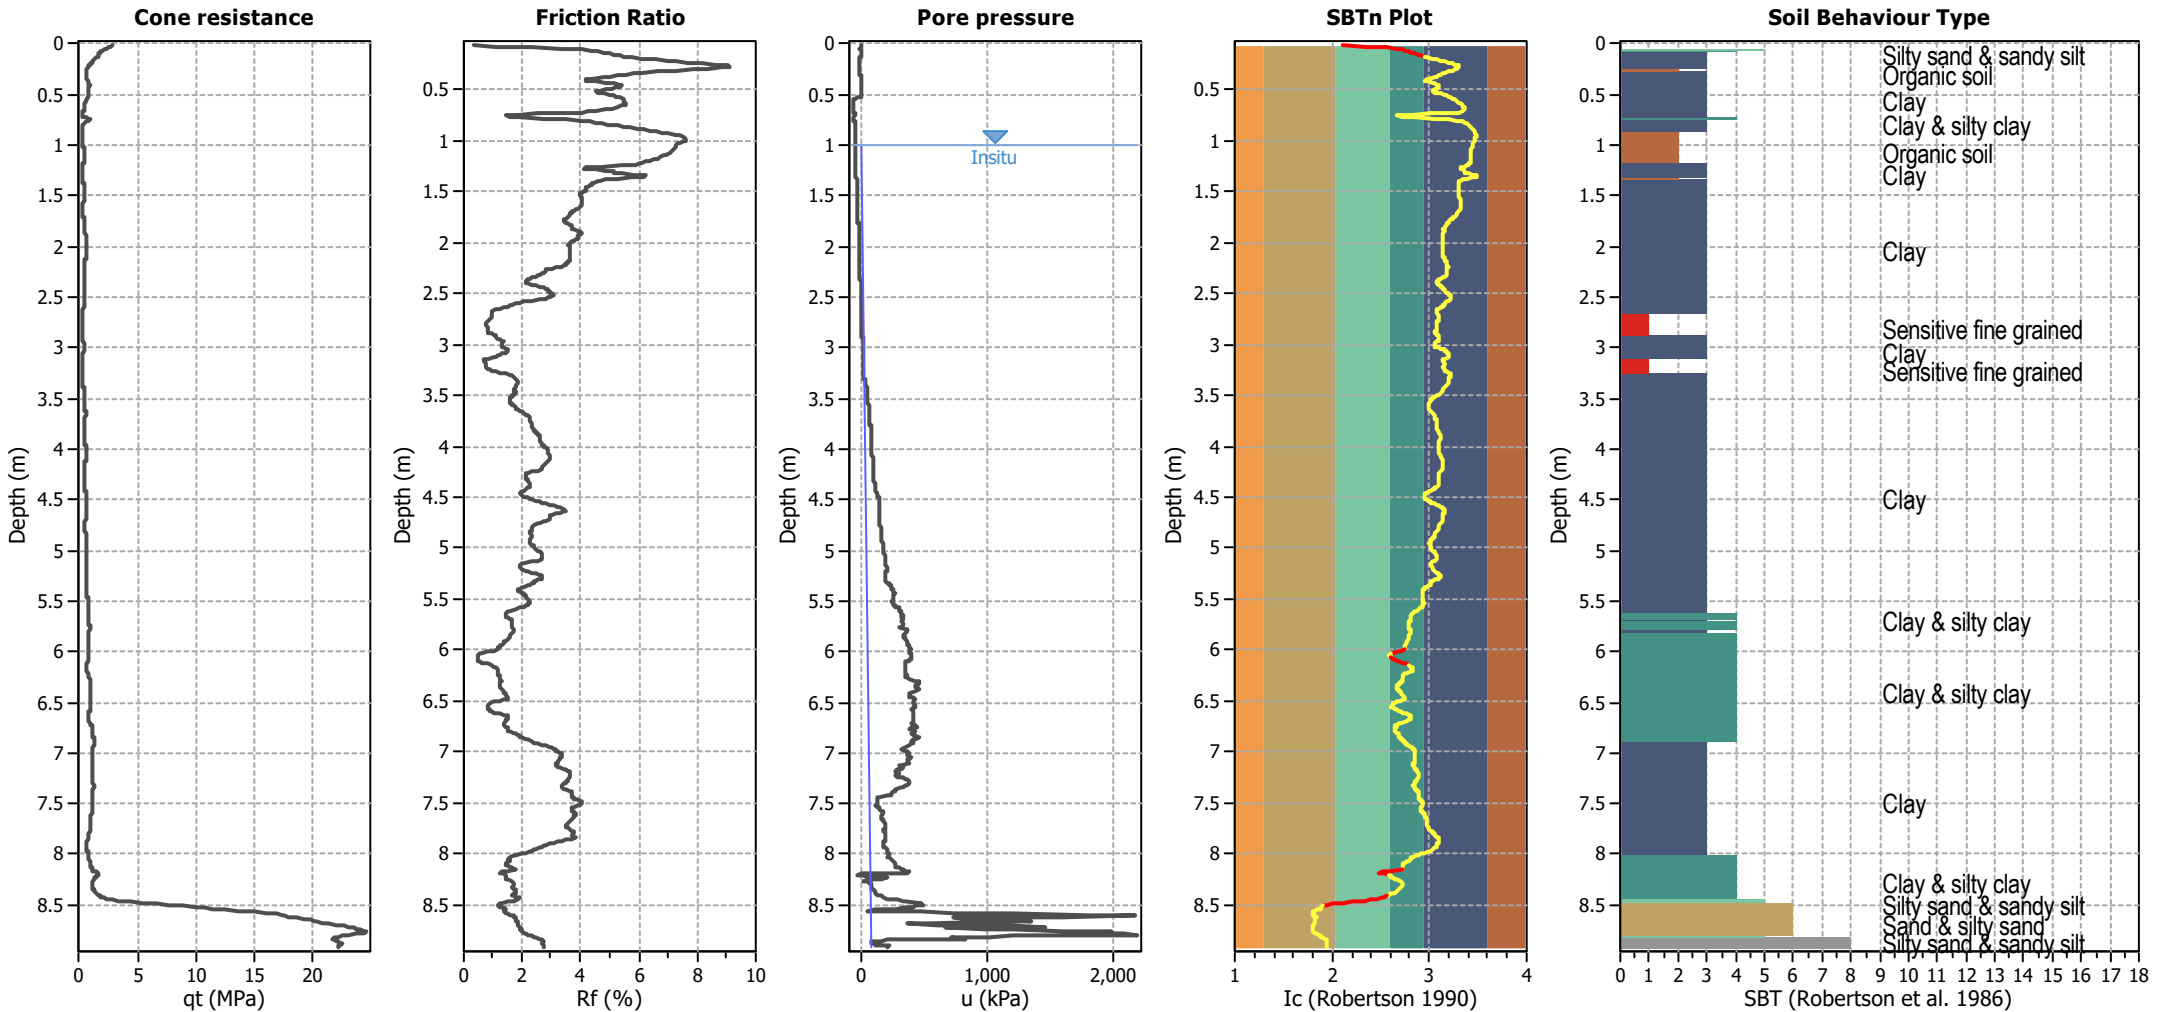 Cone resistance
0
0.5
1
1.5
2
2.5
3
3.5
4
4.5
5
5.5
6
6.5
7
7.5
8
8.5
Depth (m)
0 5 10 15 20
qt (MPa)
Friction Ratio
0.5
1
1.5
2
2.5
3
3.5
4
4.5
5
5.5
6
6.5
7
7.5
8
8.5
Depth (m)
0 2 4 6 8 10
Rf (%)
Pore pressure
0
0.5
1
1.5
2
2.5
3
3.5
4
4.5
5
5.5
6
6.5
7
7.5
8
8.5
Depth (m)
Insitu
0 1,000 2,000
u (kPa)
SBTn Plot
0.5
1
1.5
2
2.5
3
3.5
4
4.5
5
5.5
6
6.5
7
7.5
8
8.5
Depth (m)
1 2 3 4
Ic (Robertson 1990)
Soil Behaviour Type
0
0.5
1
1.5
2
2.5
3
3.5
4
4.5
5
5.5
6
6.5
7
7.5
8
8.5
Depth (m)
Silty sand & sandy silt
Organic soil
Clay
Clay & silty clay
Organic soil
Clay
Clay
Sensitive fine grained
Clay
Sensitive fine grained
Clay
Clay & silty clay
Clay & silty clay
Clay
Clay & silty clay
Silty sand & sandy silt
Sand & silty sand
Silty sand & sandy silt
0 1 2 3 4 5 6 7 8 9 10 11 12 13 14 15 16 17 18
SBT (Robertson et al. 1986)